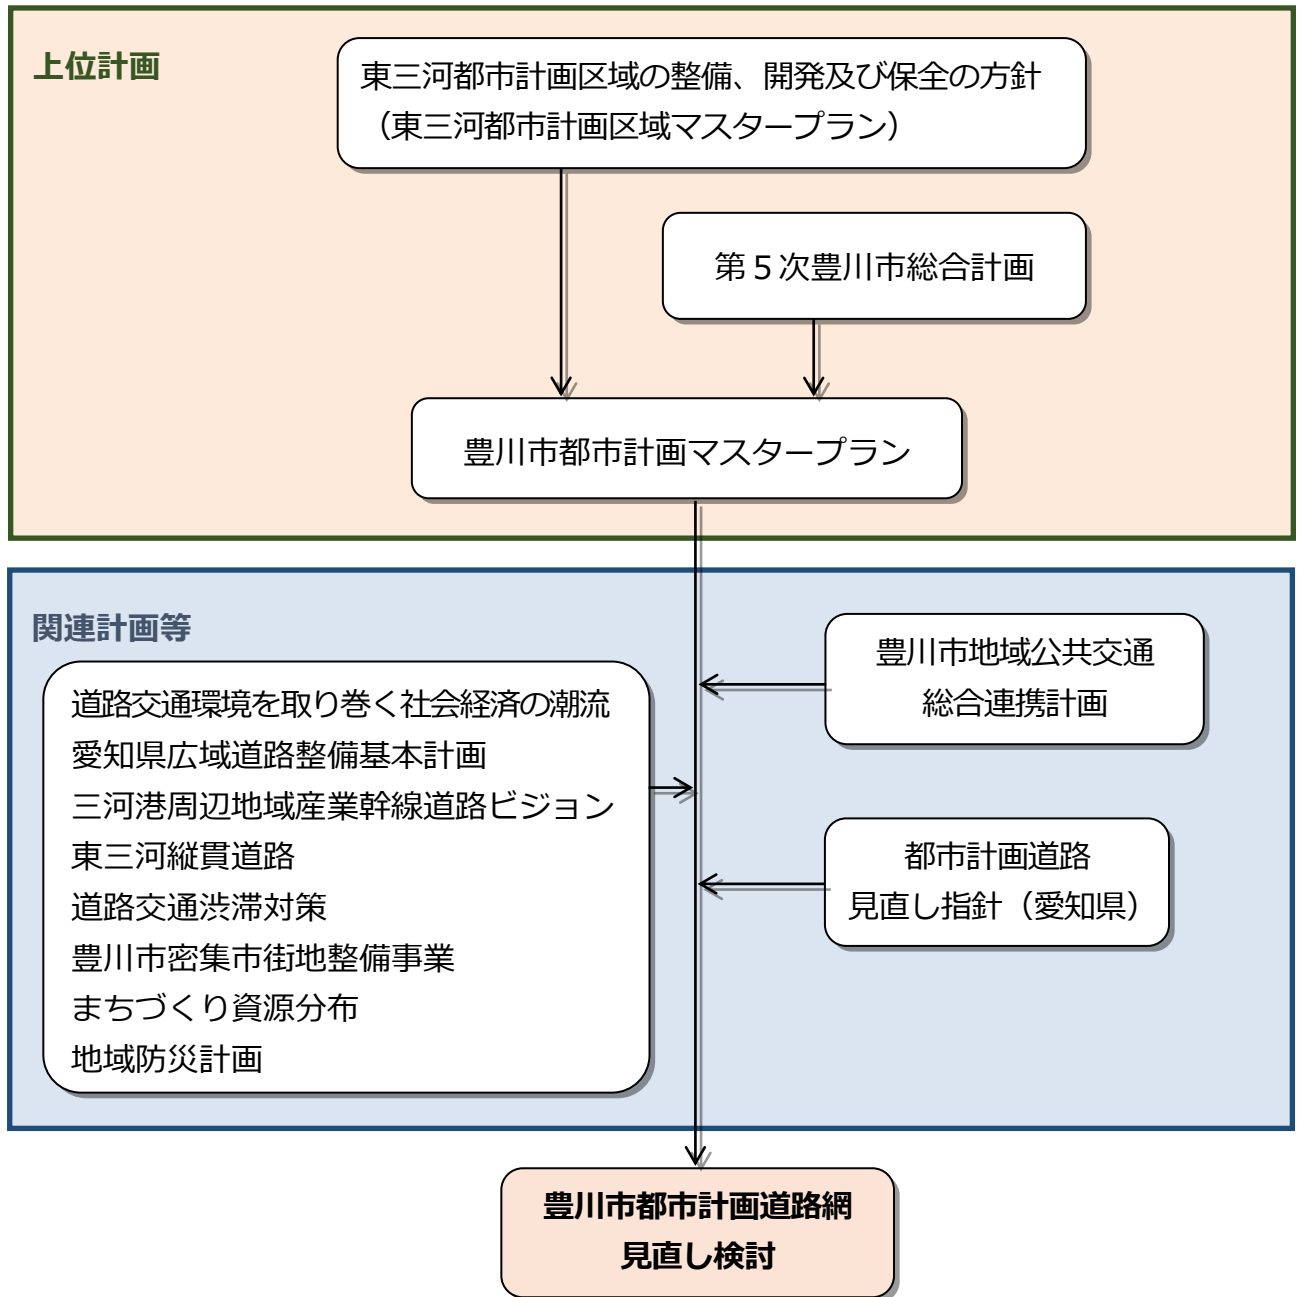 上位計画
東三河都市計画区域の整備、開発及び保全の方針
（東三河都市計画区域マスタープラン）
第５次豊川市総合計画
豊川市都市計画マスタープラン
関連計画等
道路交通環境を取り巻く社会経済の潮流
愛知県広域道路整備基本計画
三河港周辺地域産業幹線道路ビジョン
東三河縦貫道路
道路交通渋滞対策
豊川市密集市街地整備事業
まちづくり資源分布
地域防災計画
豊川市地域公共交通
総合連携計画
都市計画道路
見直し指針（愛知県）
豊川市都市計画道路網
見直し検討